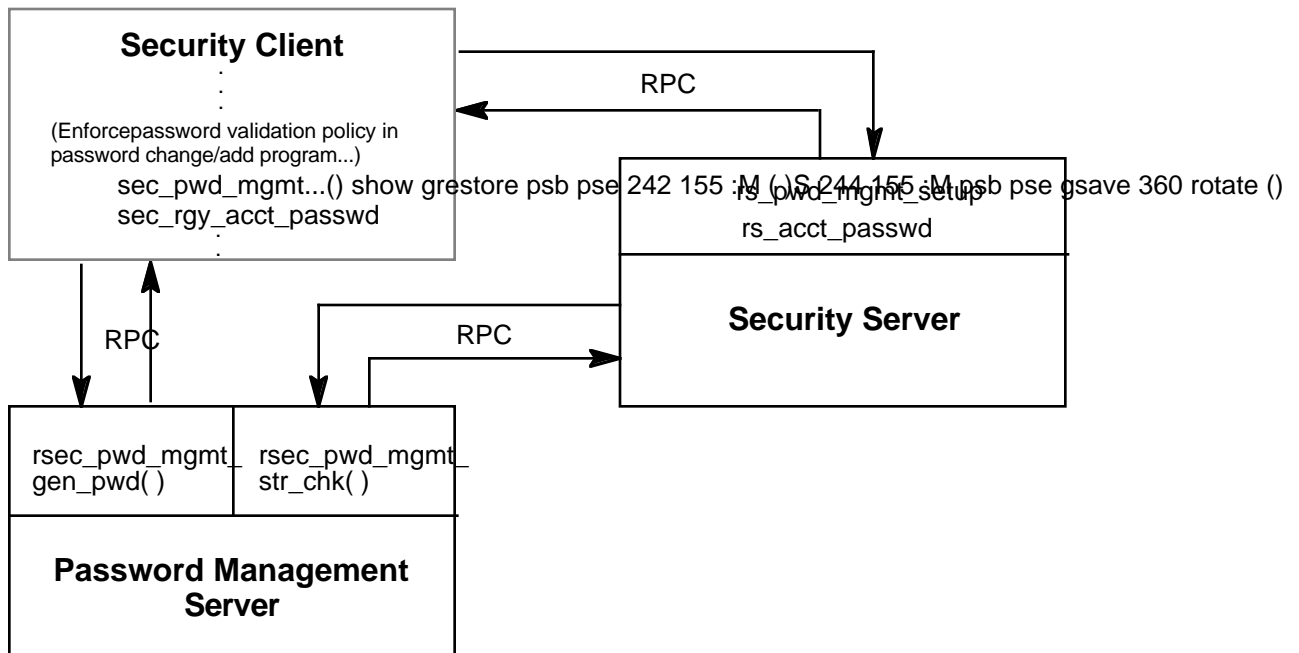 Security Client
.
.
.
(Enforcepassword validation policy in
password change/add program...)
sec_pwd_mgmt...() show grestore psb pse 242 155 :M ( )S 244 155 :M psb pse gsave 360 rotate ()
sec_rgy_acct_passwd
.
.
RPC
rs_pwd_mgmt_setup
rs_acct_passwd
Security Server
RPC
RPC
rsec_pwd_mgmt_
gen_pwd( )
rsec_pwd_mgmt_
str_chk( )
Password Management
Server